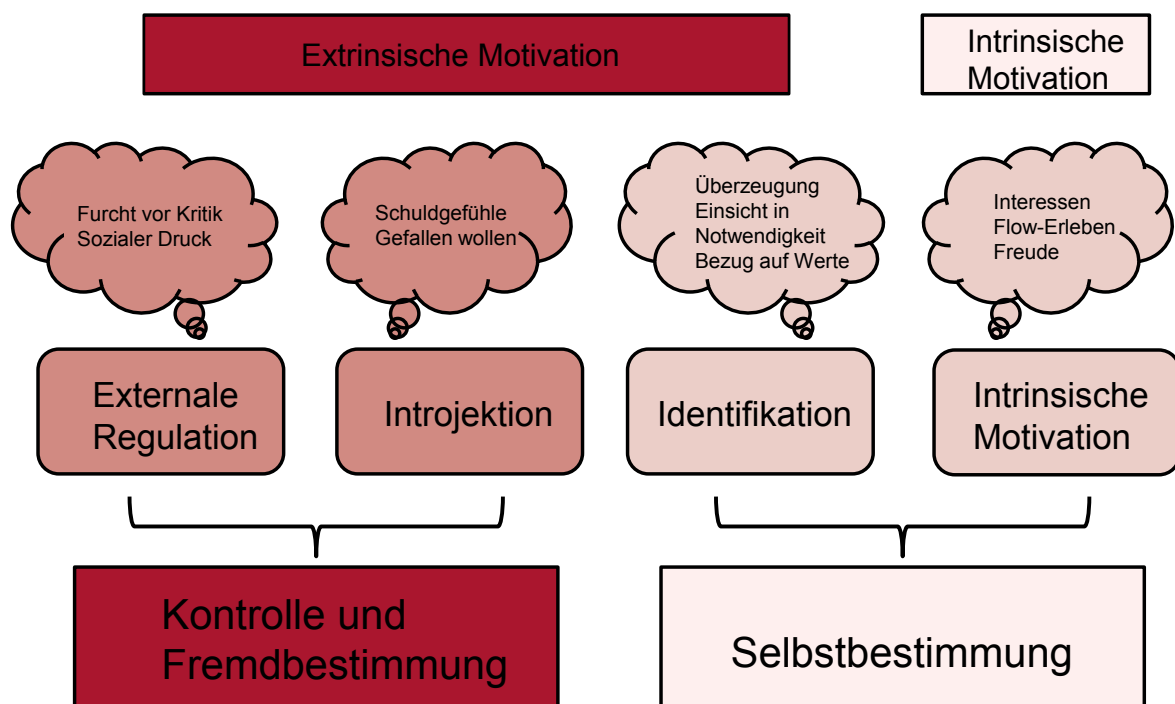 Extrinsische Motivation
Intrinsische
Motivation
Furcht vor Kritik
Sozialer Druck
Schuldgefühle
Gefallen wollen
Überzeugung
Einsicht in
Notwendigkeit
Bezug auf Werte
Interessen
Flow-Erleben
Freude
Externale
Regulation
Introjektion
Identifikation
Intrinsische
Motivation
Kontrolle und
Fremdbestimmung
Selbstbestimmung